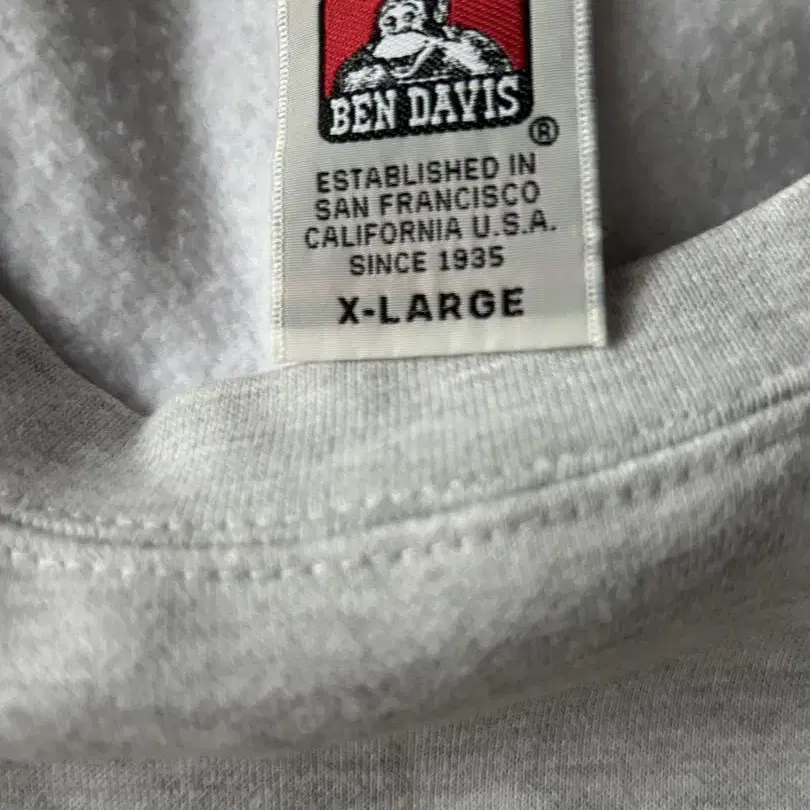 BEN DAVIS
®
ESTABLISHED IN
SAN FRANCISCO
CALIFORNIA U.S.A.
SINCE 1935
X-LARGE